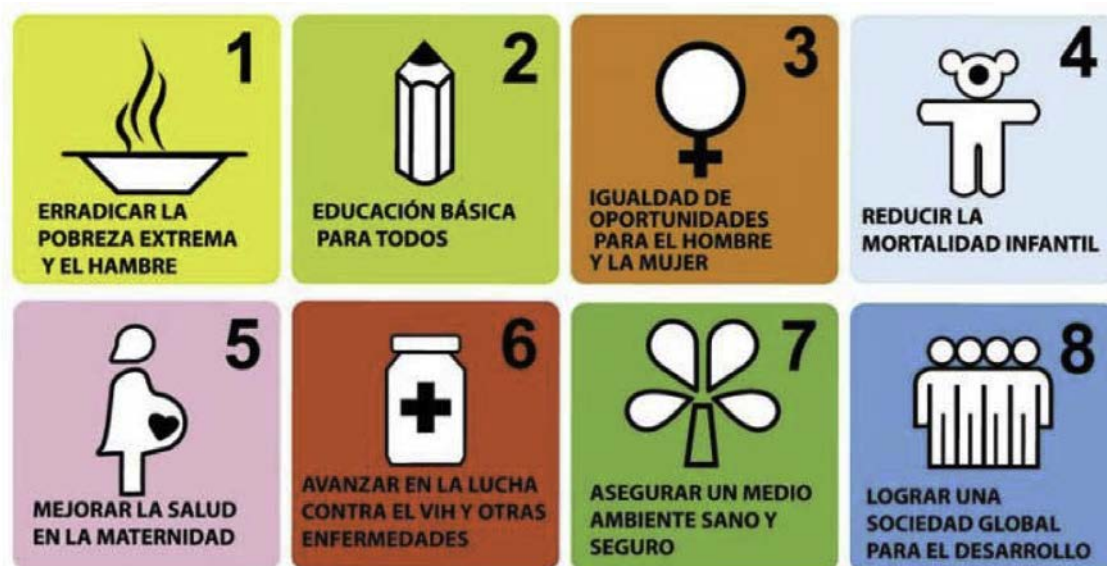 1
ERRADICAR LA
POBREZA EXTREMA
Y EL HAMBRE
2
EDUCACIÓN BÁSICA
PARA TODOS
3
IGUALDAD DE
OPORTUNIDADES
PARA EL HOMBRE
Y LA MUJER
4
REDUCIR LA
MORTALIDAD INFANTIL
5
MEJORAR LA SALUD
EN LA MATERNIDAD
6
AVANZAR EN LA LUCHA
CONTRA EL VIH Y OTRAS
ENFERMEDADES
7
ASEGURAR UN MEDIO
AMBIENTE SANO Y
SEGURO
8
LOGRAR UNA
SOCIEDAD GLOBAL
PARA EL DESARROLLO